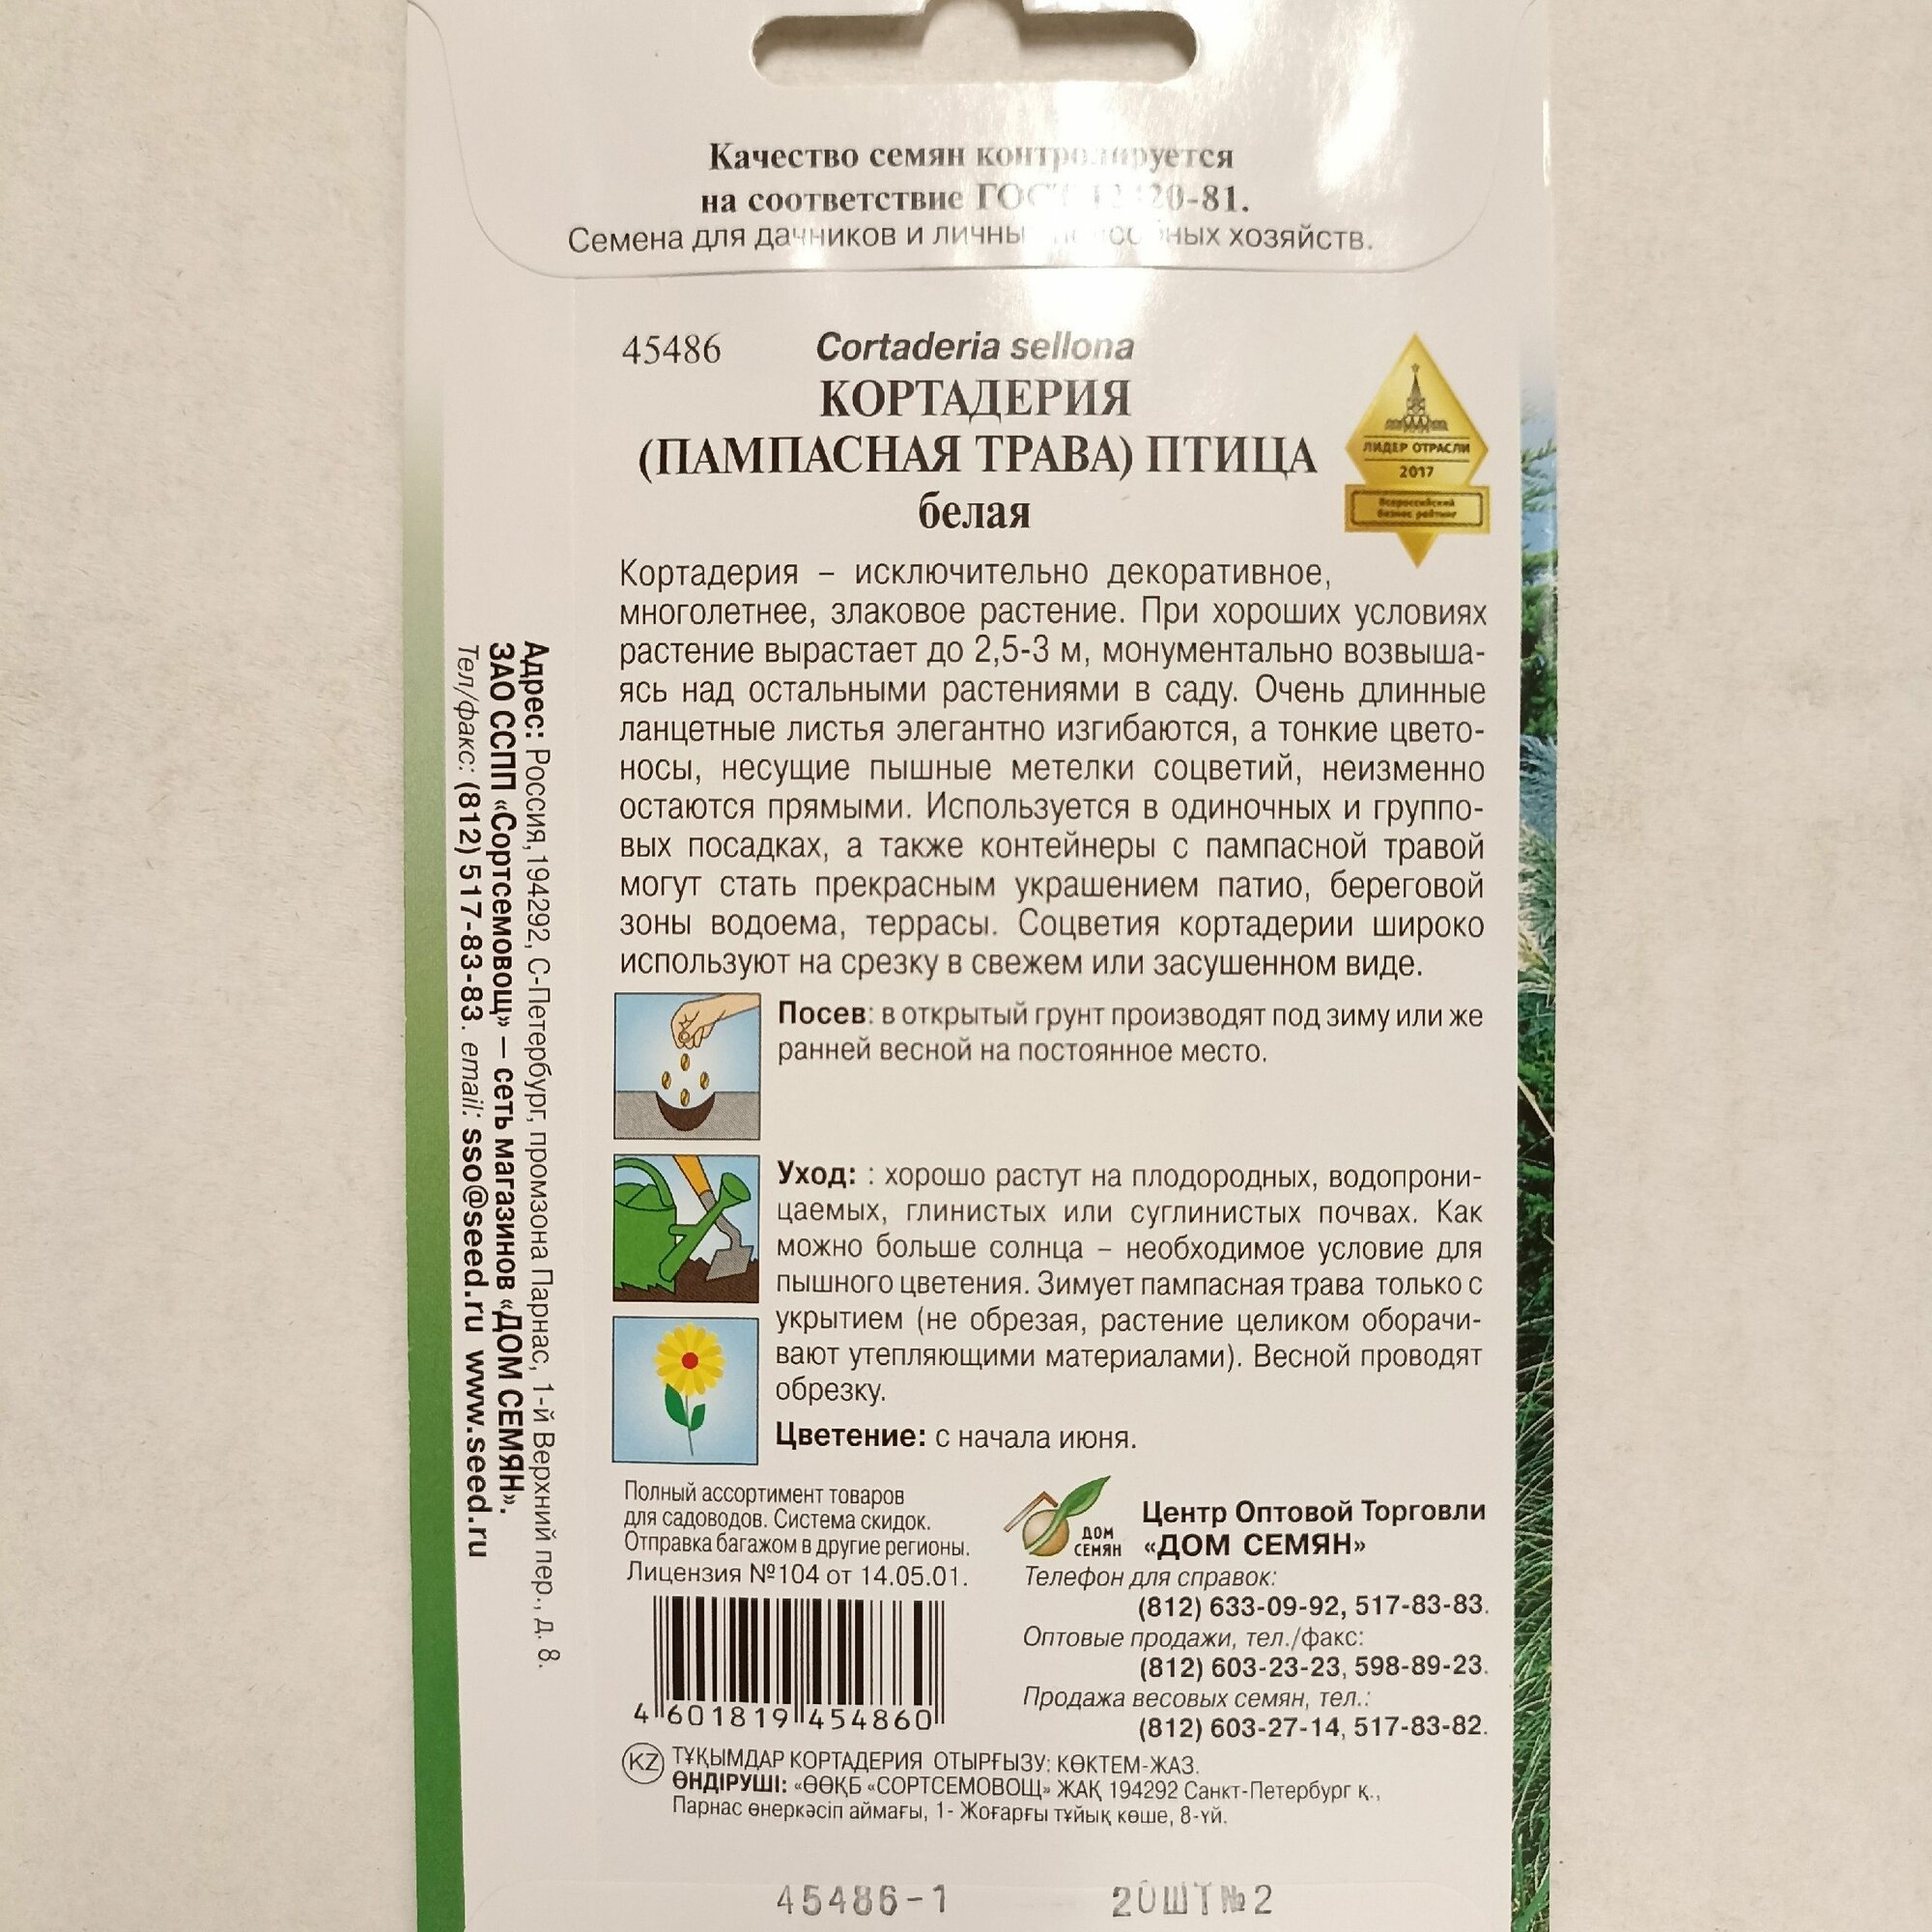 Качество семян контролируется
на соответствие ГОСТ 12420-81.
Семена для дачников и личных подсобных хозяйств.
45486
Cortaderia sellona
КОРТАДЕРИЯ
(ПАМПАСНАЯ ТРАВА) ПТИЦА
белая
ЛИДЕР ОТРАСЛИ
2017
Всероссийский
бизнес рейтинг
Кортадерия – исключительно декоративное,
многолетнее, злаковое растение. При хороших условиях
растение вырастает до 2,5-3 м, монументально возвыша-
ясь над остальными растениями в саду. Очень длинные
ланцетные листья элегантно изгибаются, а тонкие цвето-
носы, несущие пышные метелки соцветий, неизменно
остаются прямыми. Используется в одиночных и группо-
вых посадках, а также контейнеры с пампасной травой
могут стать прекрасным украшением патио, береговой
зоны водоема, террасы. Соцветия кортадерии широко
используют на срезку в свежем или засушенном виде.
Посев: в открытый грунт производят под зиму или же
ранней весной на постоянное место.
Уход: : хорошо растут на плодородных, водопрони-
цаемых, глинистых или суглинистых почвах. Как
можно больше солнца – необходимое условие для
пышного цветения. Зимует пампасная трава только с
укрытием (не обрезая, растение целиком оборачи-
вают утепляющими материалами). Весной проводят
обрезку.
Цветение: с начала июня.
Полный ассортимент товаров
для садоводов. Система скидок.
Отправка багажом в другие регионы.
Лицензия №104 от 14.05.01.
4 601819 454860
ДОМ
СЕМЯН
Центр Оптовой Торговли
«ДОМ СЕМЯН»
Телефон для справок:
(812) 633-09-92, 517-83-83.
Оптовые продажи, тел./факс:
(812) 603-23-23, 598-89-23.
Продажа весовых семян, тел.:
(812) 603-27-14, 517-83-82.
KZ ТҰҚЫМДАР КОРТАДЕРИЯ ОТЫРҒЫЗУ: КӨКТЕМ-ЖАЗ.
ӨНДІРУШІ: «ӨӨҚБ «СОРТСЕМОВОЩ» ЖАҚ 194292 Санкт-Петербург қ.,
Парнас өнеркәсіп аймағы, 1- Жоғарғы тұйық көше, 8-үй.
45486-1 20ШТ№2
Адрес: Россия, 194292, С-Петербург, промзона Парнас, 1-й Верхний пер., д. 8.
ЗАО ССПП «Сортсемовощ» – сеть магазинов «ДОМ СЕМЯН».
Тел/факс: (812) 517-83-83. email: sso@seed.ru www.seed.ru